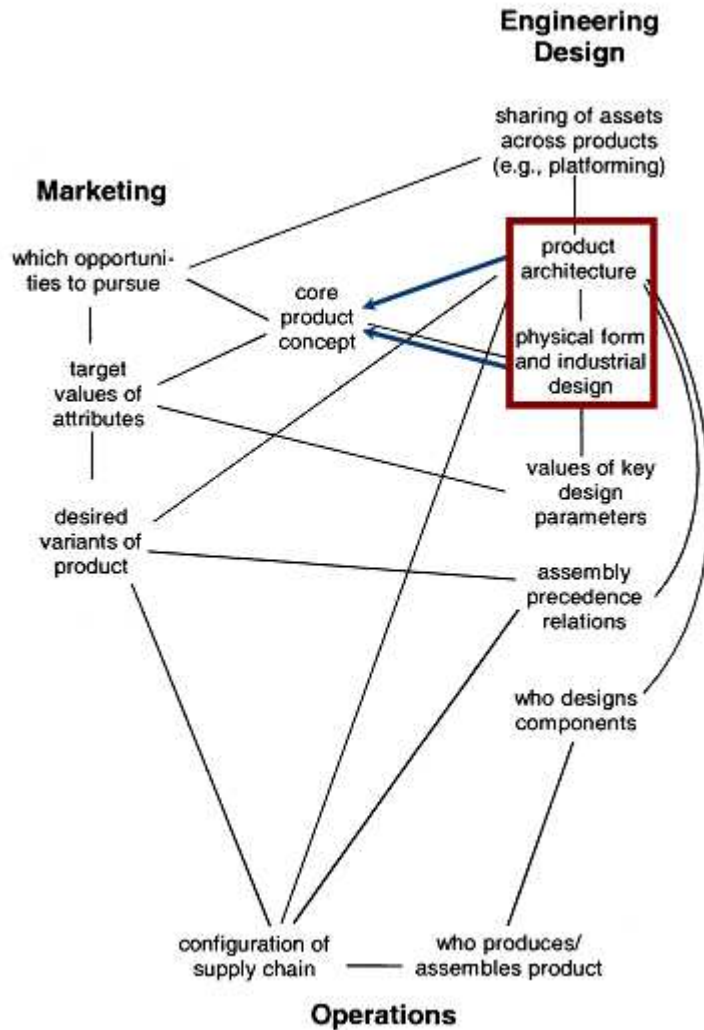 Engineering
Design
sharing of assets
across products
(e.g., platforming)
Marketing
which opportuni-
ties to pursue
core
product
concept
product
architecture
physical form
and industrial
design
target
values of
attributes
values of key
design
parameters
desired
variants of
product
assembly
precedence
relations
who designs
components
configuration of
supply chain
who produces/
assembles product
Operations